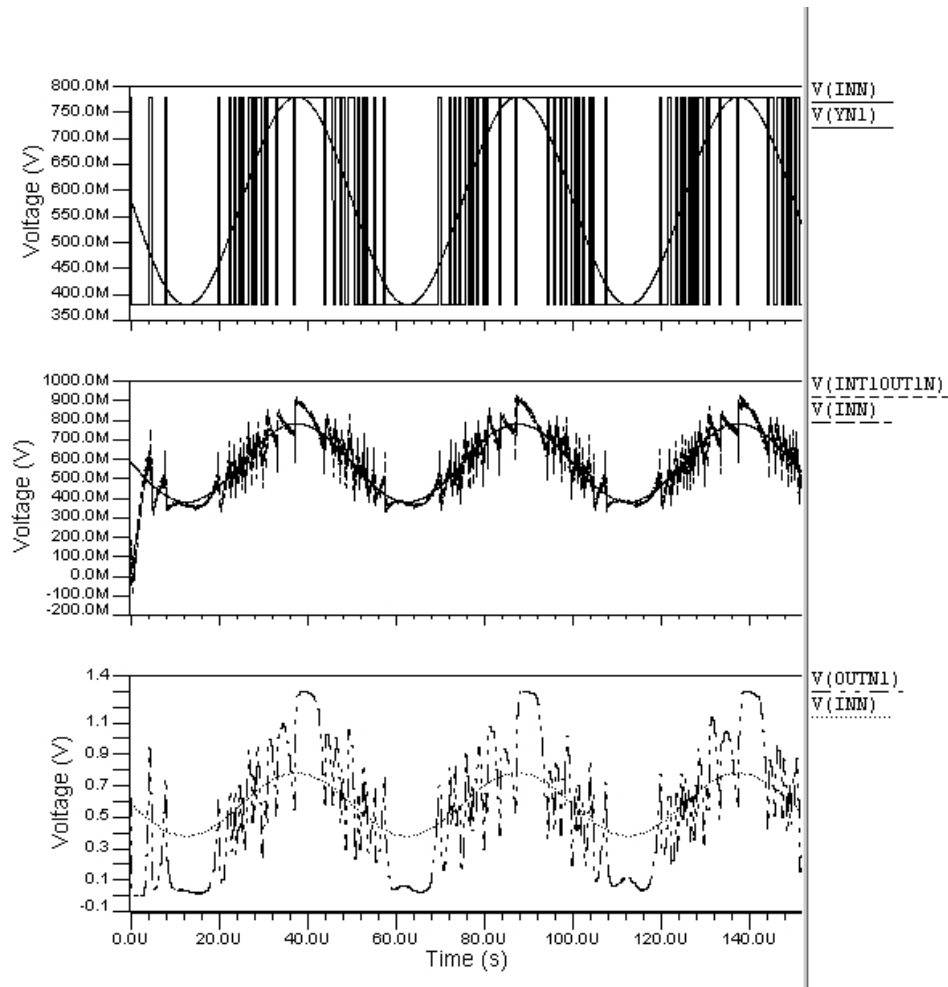 800.0M
750.0M
700.0M
650.0M
600.0M
550.0M
500.0M
450.0M
400.0M
350.0M
Voltage (V)
V(INN)
V(YN1)
1000.0M
900.0M
800.0M
700.0M
600.0M
500.0M
400.0M
300.0M
200.0M
100.0M
0.0M
-100.0M
-200.0M
Voltage (V)
V(INT1OUT1N)
V(INN)
1.4
1.1
0.9
0.7
0.5
0.3
0.1
-0.1
Voltage (V)
V(OUTN1)
V(INN)
0.0U 20.0U 40.0U 60.0U 80.0U 100.0U 120.0U 140.0U
Time (s)